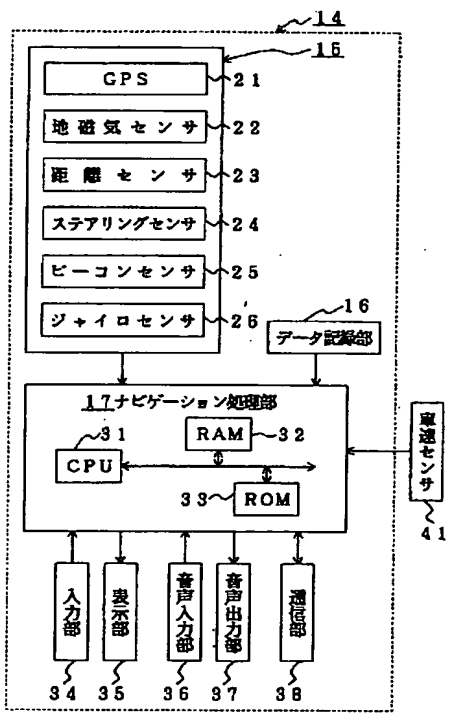 14
15
GPS 21
地磁気センサ 22
距離センサ 23
ステアリングセンサ 24
ビーコンセンサ 25
ジャイロセンサ 26
16
データ記録部
17ナビゲーション処理部
31
CPU
RAM 32
33 ROM
車速センサ
41
入力部
34
表示部
35
音声入力部
36
音声出力部
37
通信部
38